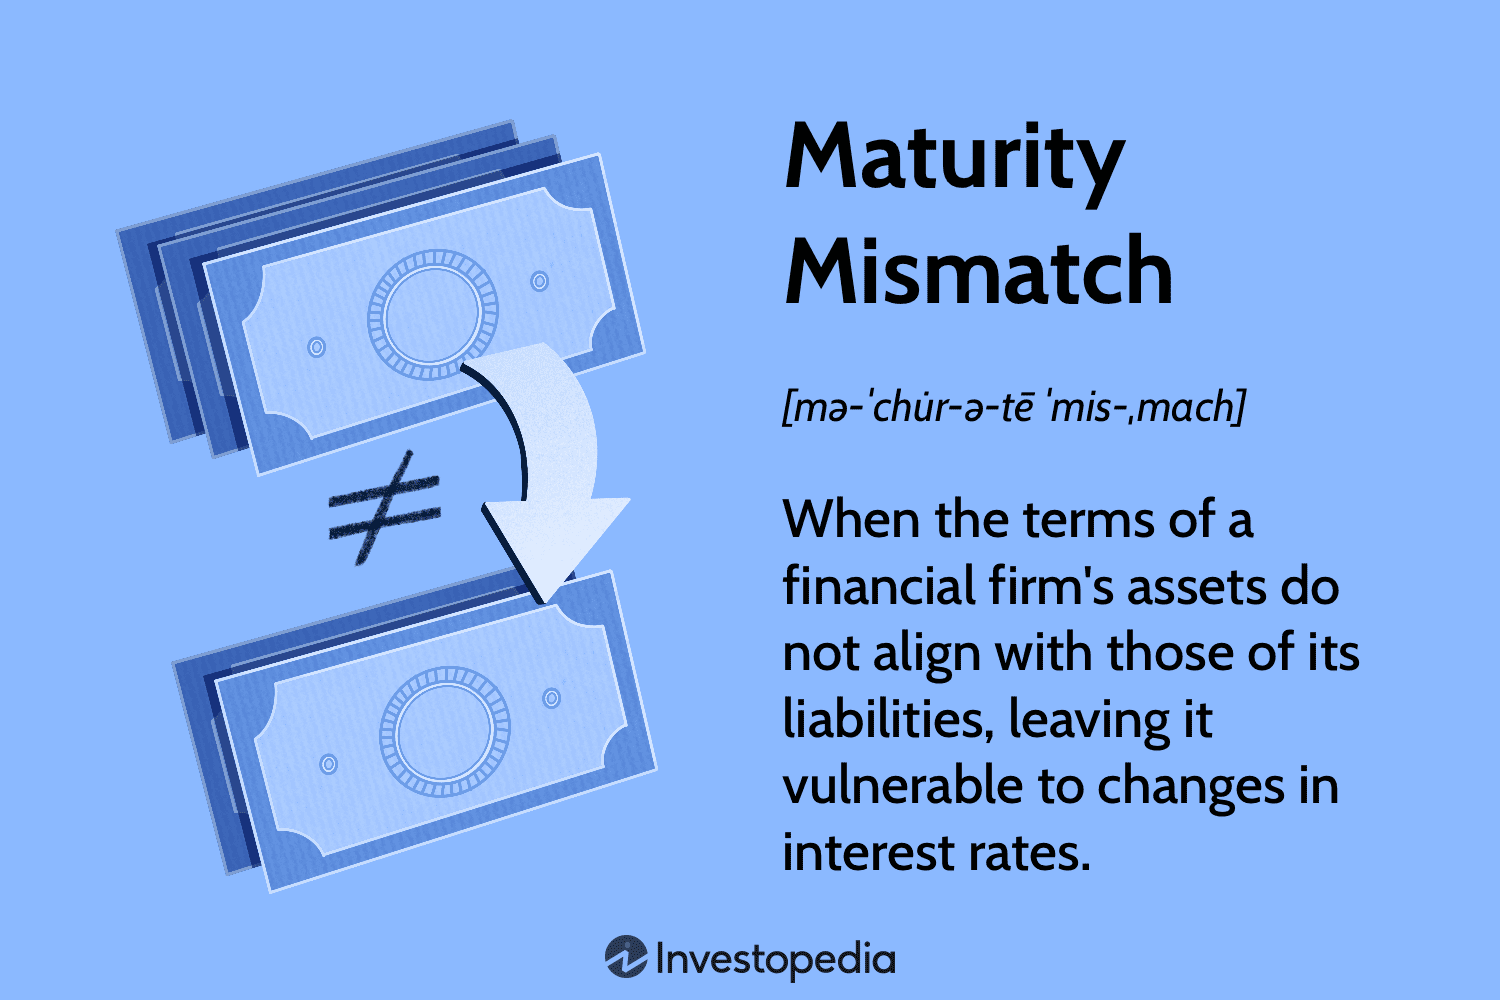 Maturity
Mismatch
[mə-ˈchu̇r-ə-tē ˈmis-ˌmach]
When the terms of a
financial firm's assets do
not align with those of its
liabilities, leaving it
vulnerable to changes in
interest rates.
≠
Investopedia